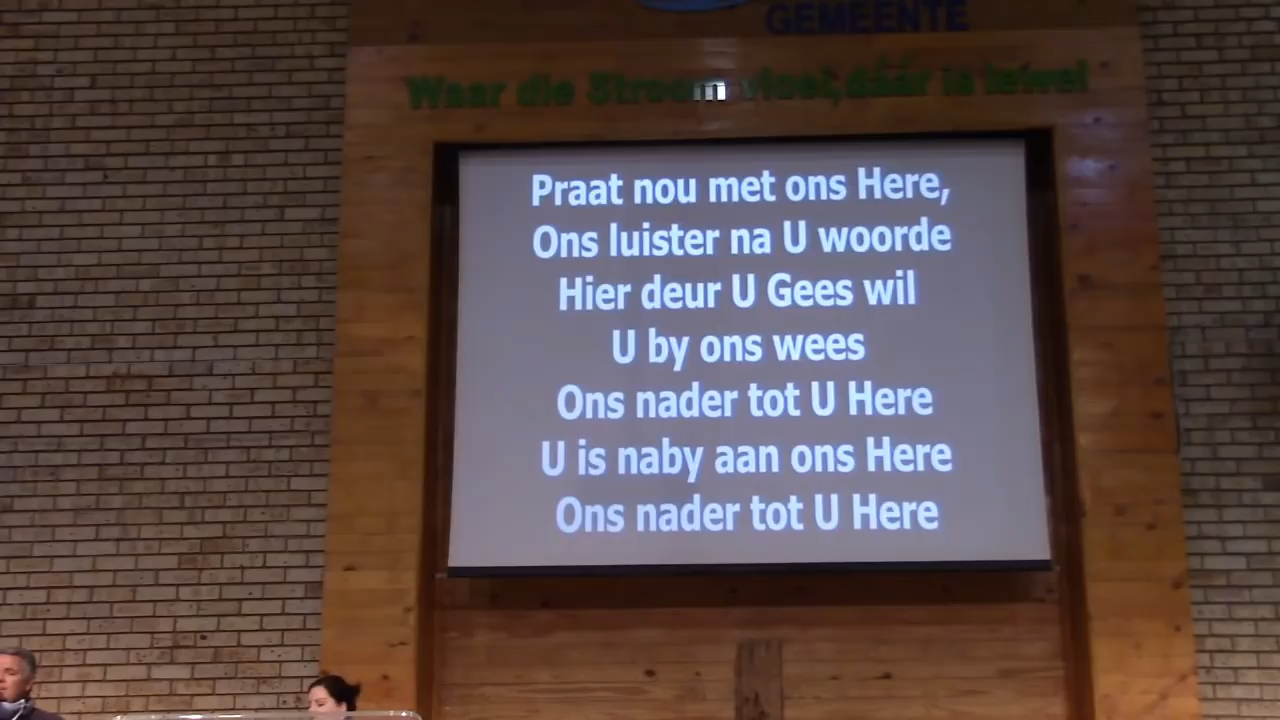 GEMEENTE
Waar die Stroom vloei, daar is lewe!
Praat nou met ons Here,
Ons luister na U woorde
Hier deur U Gees wil
U by ons wees
Ons nader tot U Here
U is naby aan ons Here
Ons nader tot U Here